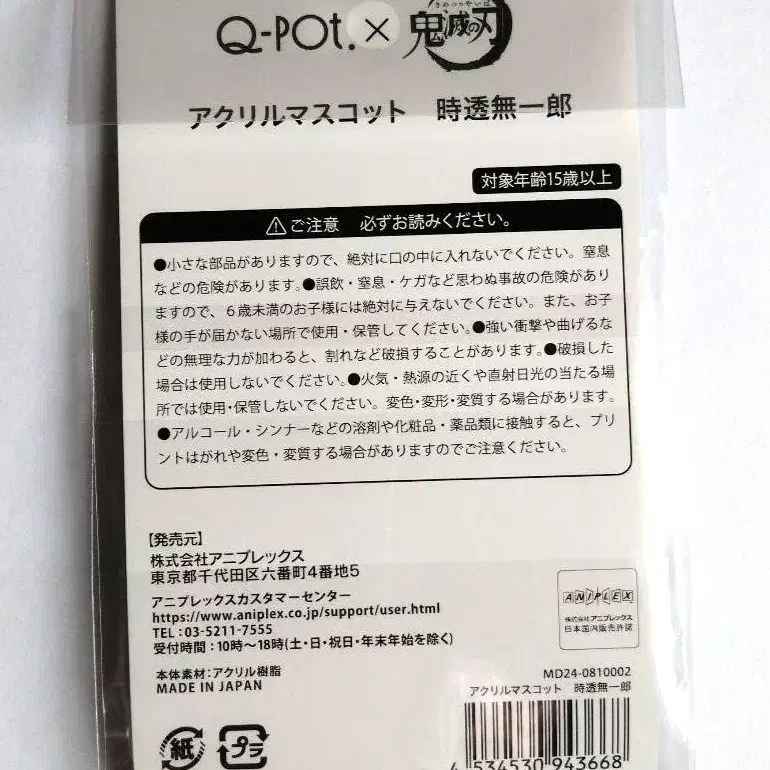 Q-POT. × 鬼滅の刃
きめつのやいば
アクリルマスコット 時透無一郎
対象年齢15歳以上
ご注意 必ずお読みください。
●小さな部品がありますので、絶対に口の中に入れないでください。窒息
などの危険があります。●誤飲・窒息・ケガなど思わぬ事故の危険があり
ますので、6歳未満のお子様には絶対に与えないでください。また、お子
様の手が届かない場所で使用・保管してください。●強い衝撃や曲げるな
どの無理な力が加わると、割れなど破損することがあります。●破損した
場合は使用しないでください。●火気・熱源の近くや直射日光の当たる場
所では使用・保管しないでください。変色・変形・変質する場合があります。
●アルコール・シンナーなどの溶剤や化粧品・薬品類に接触すると、プリ
ントはがれや変色・変質する場合がありますのでご注意ください。
【発売元】
株式会社アニプレックス
東京都千代田区六番町4番地5
アニプレックスカスタマーセンター
https://www.aniplex.co.jp/support/user.html
TEL：03-5211-7555
受付時間：10時～18時(土・日・祝日・年末年始を除く)
本体素材：アクリル樹脂
MADE IN JAPAN
ANIPLEX
株式会社アニプレックス
日本国内販売許諾
MD24-0810002
アクリルマスコット 時透無一郎
紙
プラ
4 534530 943668